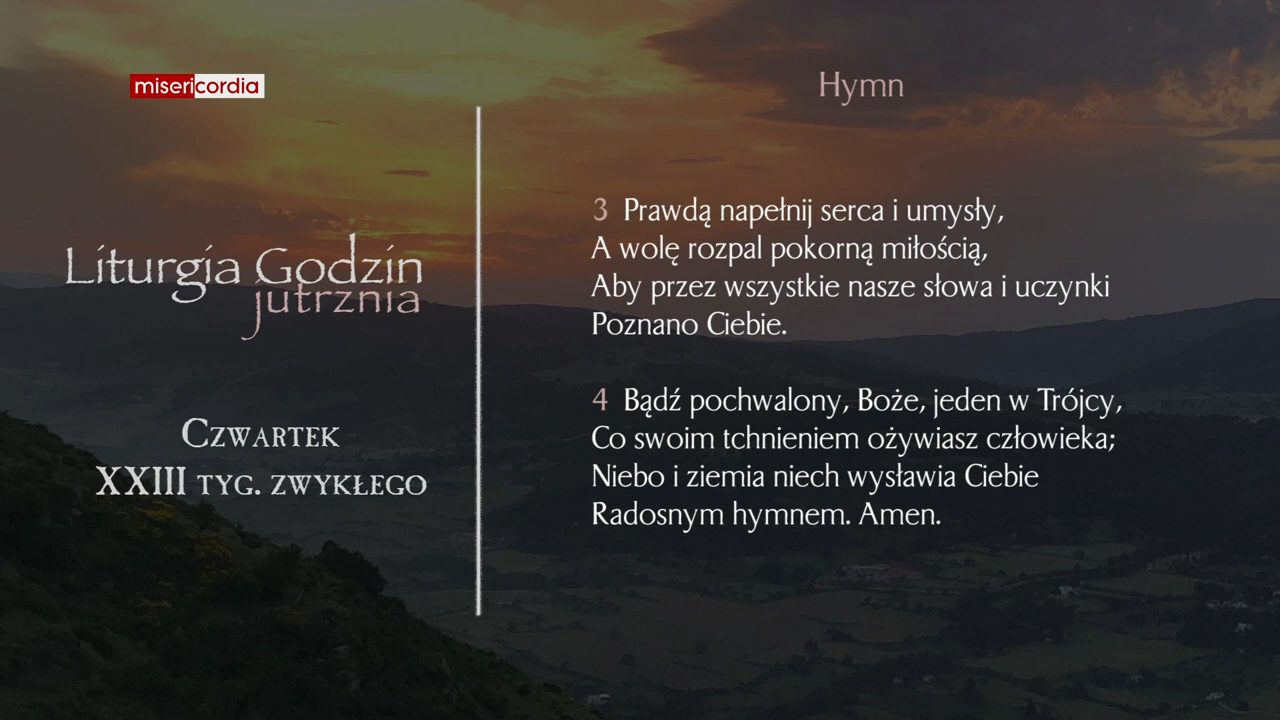 misericordia
Liturgia Godzin
jutrznia
Czwartek
XXIII tyg. zwykłego
Hymn
3 Prawdą napełnij serca i umysły,
A wolę rozpal pokorną miłością,
Aby przez wszystkie nasze słowa i uczynki
Poznano Ciebie.
4 Bądź pochwalony, Boże, jeden w Trójcy,
Co swoim tchnieniem ożywiasz człowieka;
Niebo i ziemia niech wysławia Ciebie
Radosnym hymnem. Amen.